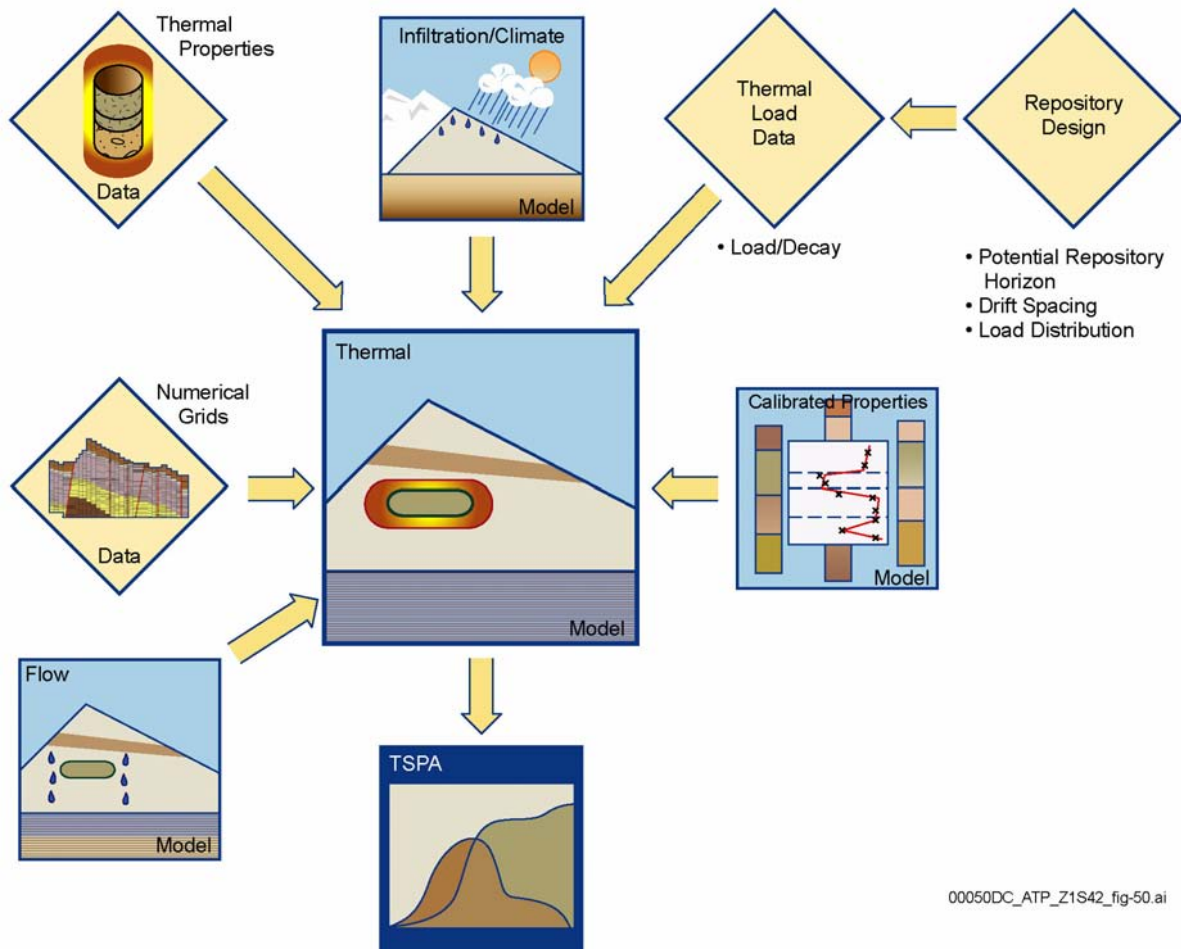 Thermal
Properties
Data
Infiltration/Climate
Model
Thermal
Load
Data
Repository
Design
• Load/Decay
• Potential Repository
Horizon
• Drift Spacing
• Load Distribution
Numerical
Grids
Data
Thermal
Model
Calibrated Properties
Model
Flow
Model
TSPA
00050DC_ATP_Z1S42_fig-50.ai